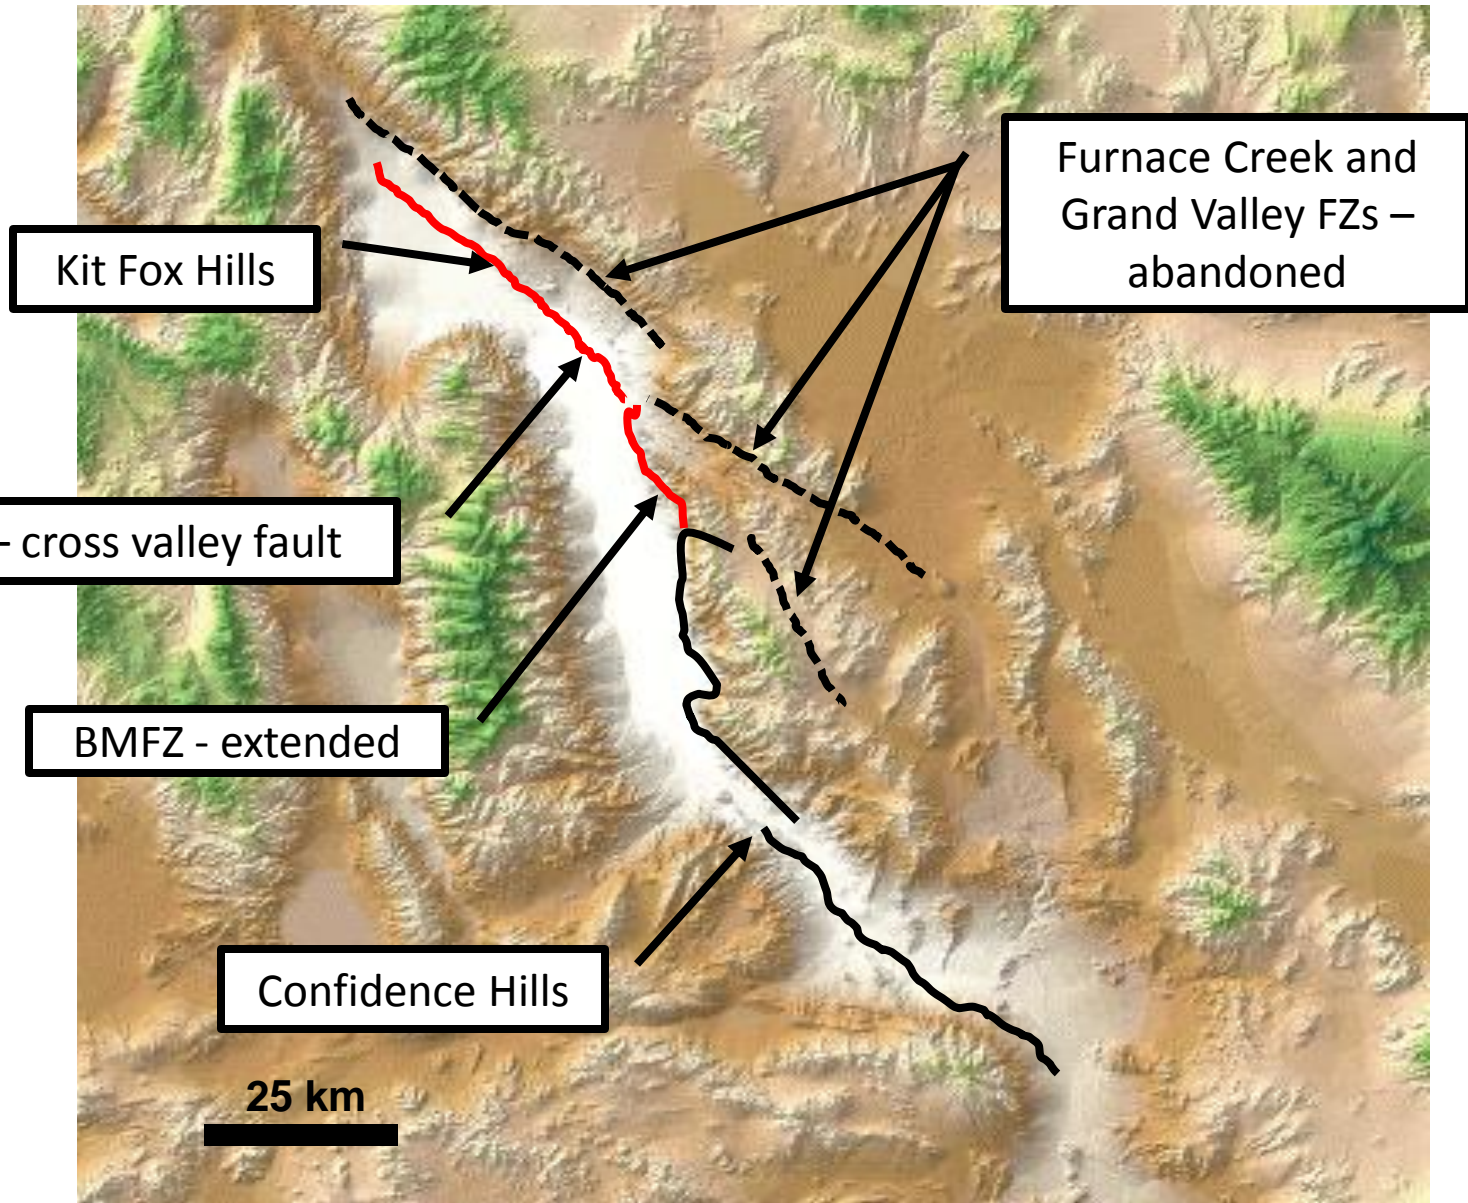 Furnace Creek and
Grand Valley FZs –
abandoned
Kit Fox Hills
- cross valley fault
BMFZ - extended
Confidence Hills
25 km